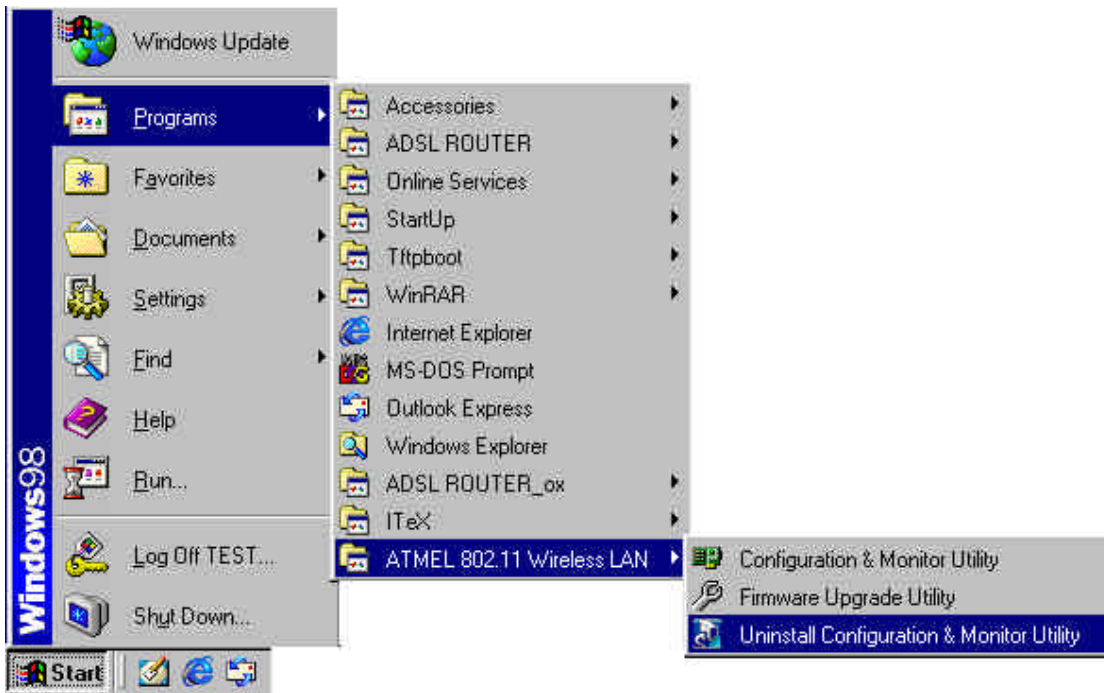 Windows98
Windows Update
Programs
Favorites
Documents
Settings
Find
Help
Run...
Log Off TEST...
Shut Down...
Start
Accessories
ADSL ROUTER
Online Services
StartUp
Tftpboot
WinRAR
Internet Explorer
MS-DOS Prompt
Outlook Express
Windows Explorer
ADSL ROUTER_ox
ITeX
ATMEL 802.11 Wireless LAN
Configuration & Monitor Utility
Firmware Upgrade Utility
Uninstall Configuration & Monitor Utility